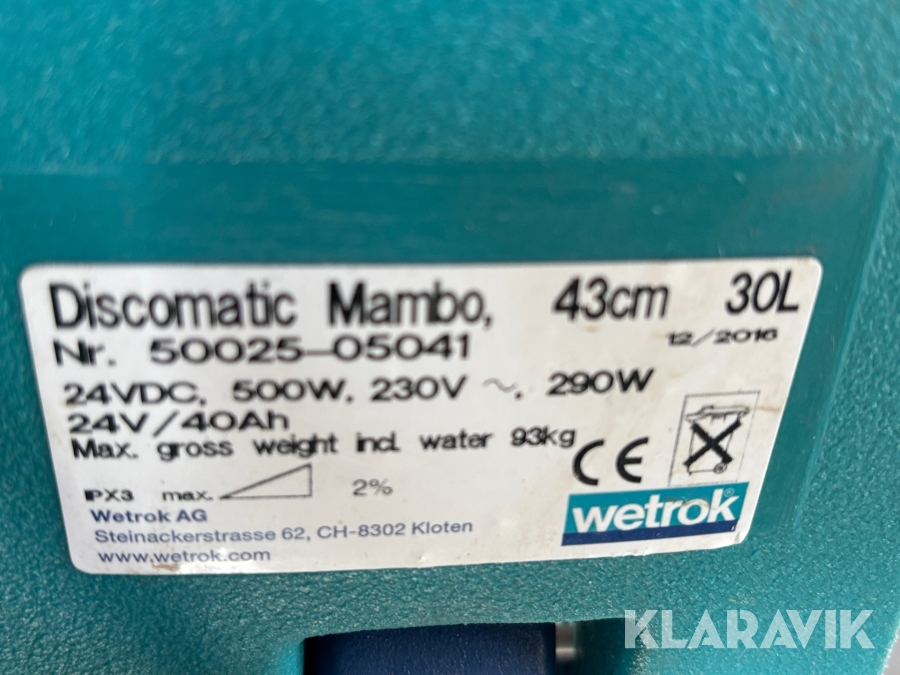 Discomatic Mambo, 43cm 30L
Nr. 50025-05041 12/2016
24VDC, 500W, 230V ~, 290W
24V/40Ah
Max. gross weight incl. water 93kg
IPX3 max. 2%
CE
Wetrok AG
Steinackerstrasse 62, CH-8302 Kloten
www.wetrok.com
wetrok®
KLARAVIK